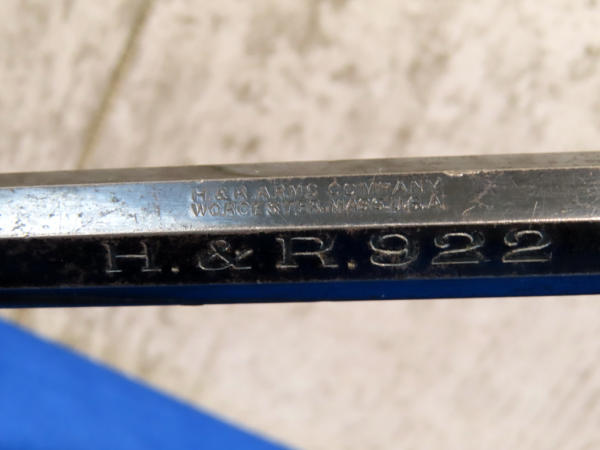 H & R ARMS COMPANY
WORCESTER, MASS. U.S.A.
H. & R. 922